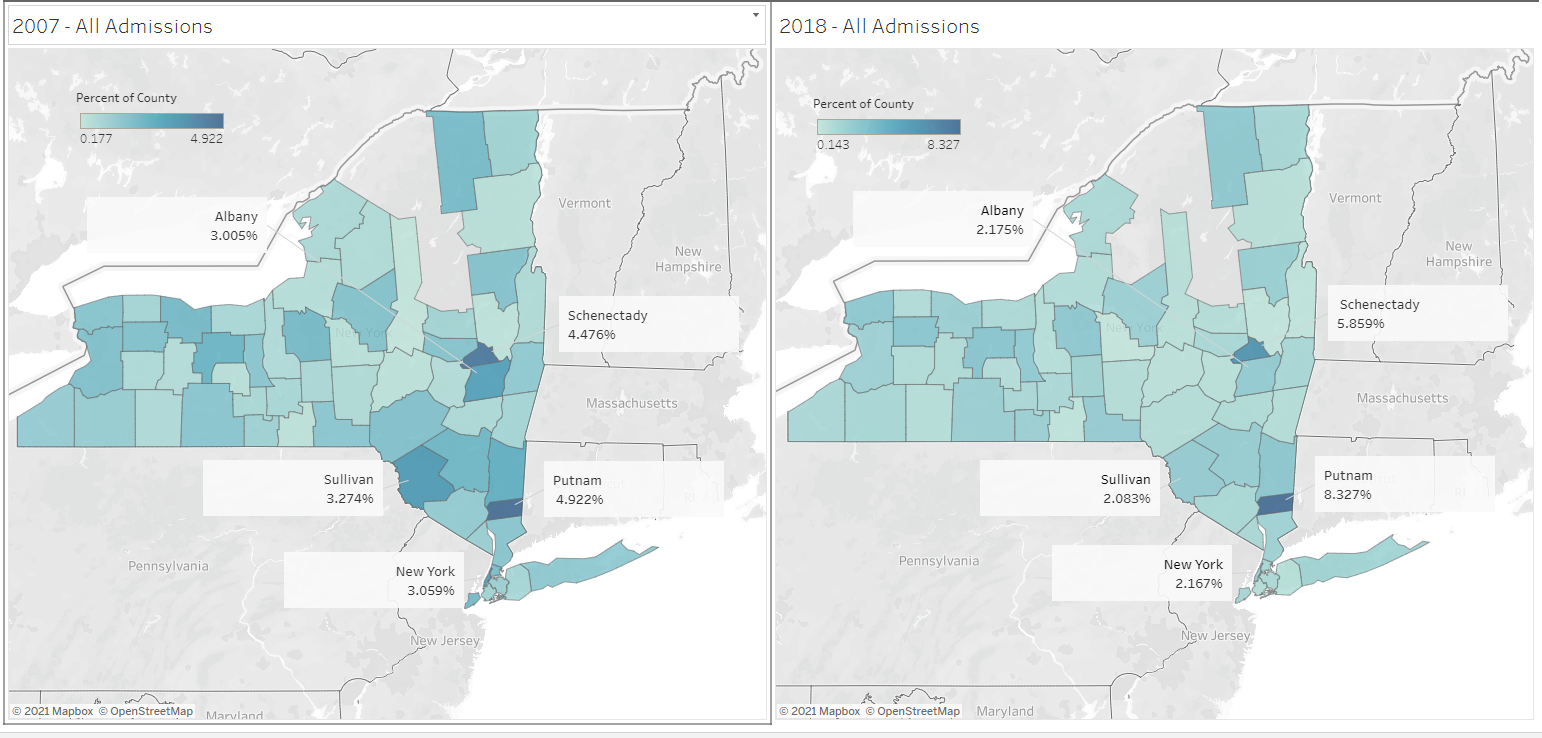 2007 - All Admissions
Percent of County
0.177 4.922
Albany
3.005%
Vermont
New
Hampshire
Schenectady
4.476%
New York
Massachusetts
Sullivan
3.274%
Putnam
4.922%
RI
Pennsylvania
New York
3.059%
New Jersey
© 2021 Mapbox © OpenStreetMap
Maryland
2018 - All Admissions
Percent of County
0.143 8.327
Albany
2.175%
Vermont
New
Hampshire
Schenectady
5.859%
New York
Massachusetts
Sullivan
2.083%
Putnam
8.327%
RI
Pennsylvania
New York
2.167%
New Jersey
© 2021 Mapbox © OpenStreetMap
Maryland